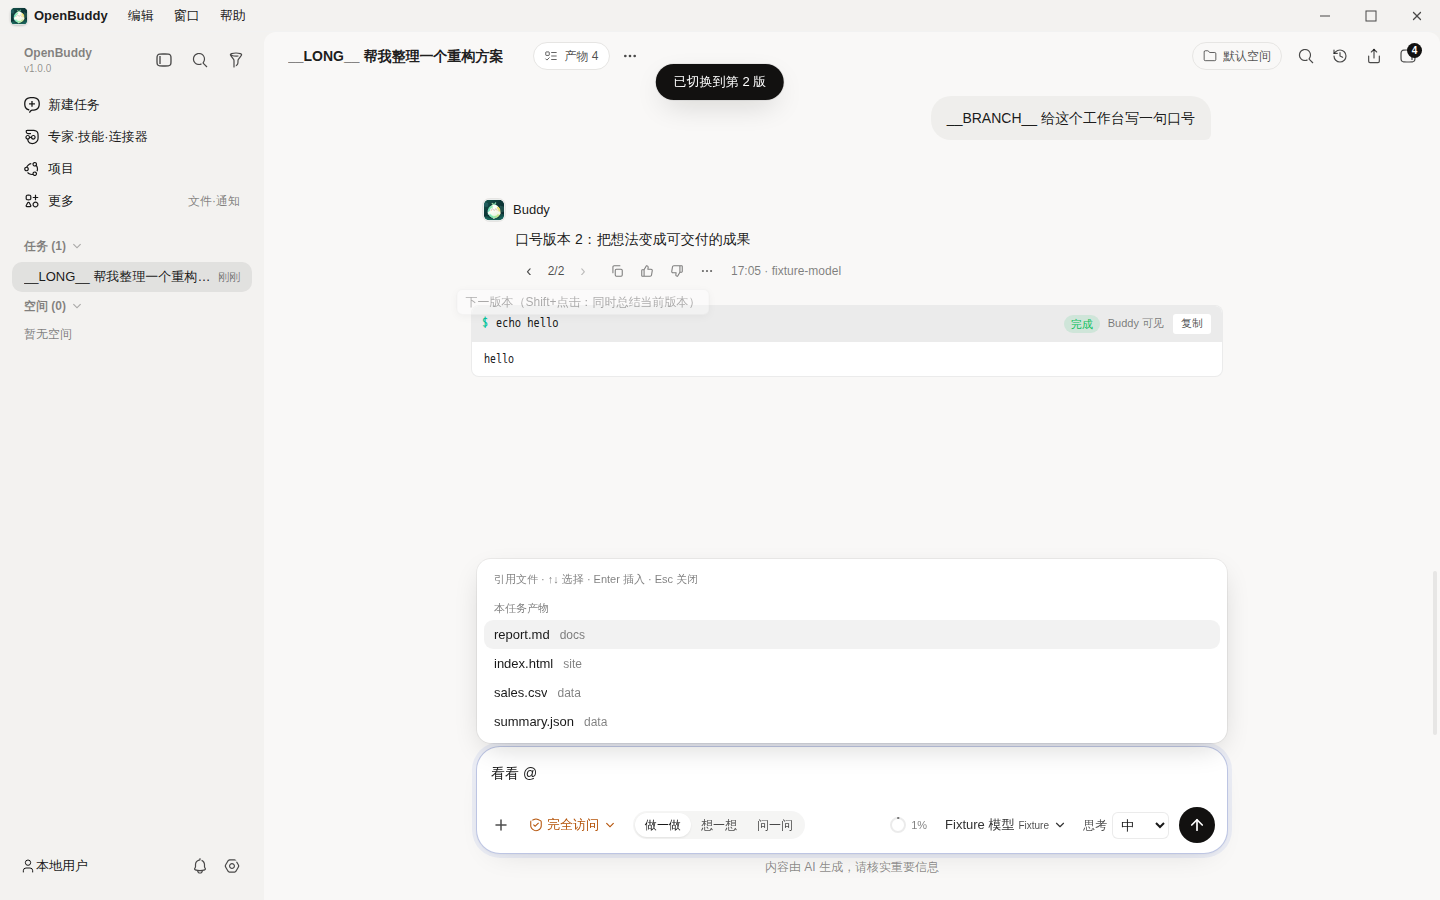 OpenBuddy 编辑 窗口 帮助
OpenBuddy
v1.0.0
新建任务
专家·技能·连接器
项目
更多 文件·通知
任务 (1)
__LONG__ 帮我整理一个重构… 刚刚
空间 (0)
暂无空间
本地用户
__LONG__ 帮我整理一个重构方案 产物 4 默认空间 4
已切换到第 2 版
__BRANCH__ 给这个工作台写一句口号
Buddy
口号版本 2：把想法变成可交付的成果
2/2 17:05 · fixture-model
下一版本（Shift+点击：同时总结当前版本）
$ echo hello 完成 Buddy 可见 复制
hello
引用文件 · ↑↓ 选择 · Enter 插入 · Esc 关闭
本任务产物
report.md docs
index.html site
sales.csv data
summary.json data
看看 @
完全访问 做一做 想一想 问一问 1% Fixture 模型 Fixture 思考 中
内容由 AI 生成，请核实重要信息